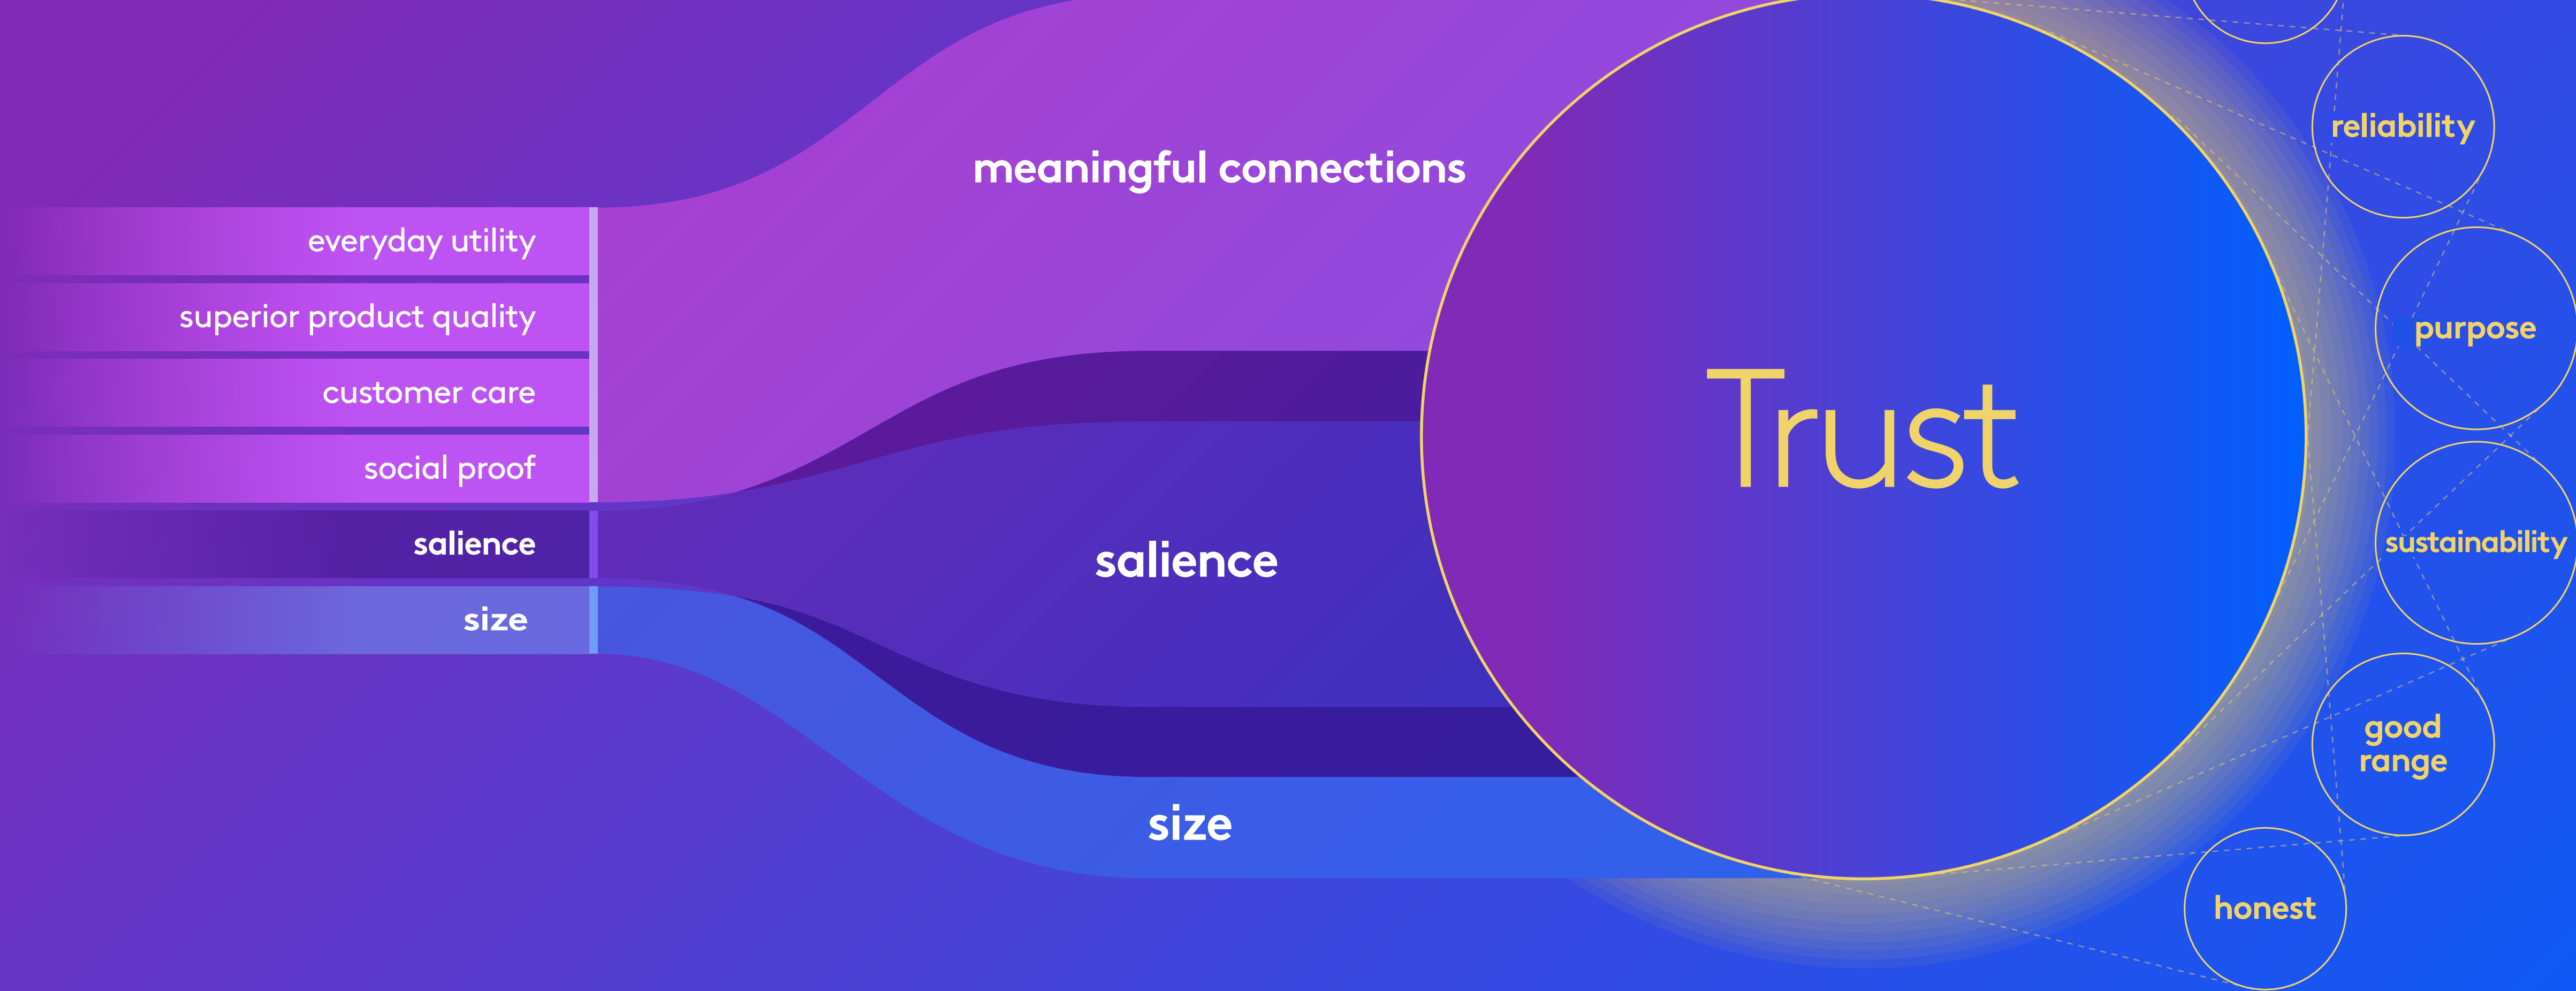 everyday utility
superior product quality
customer care
social proof
salience
size
meaningful connections
salience
size
Trust
reliability
purpose
sustainability
good
range
honest